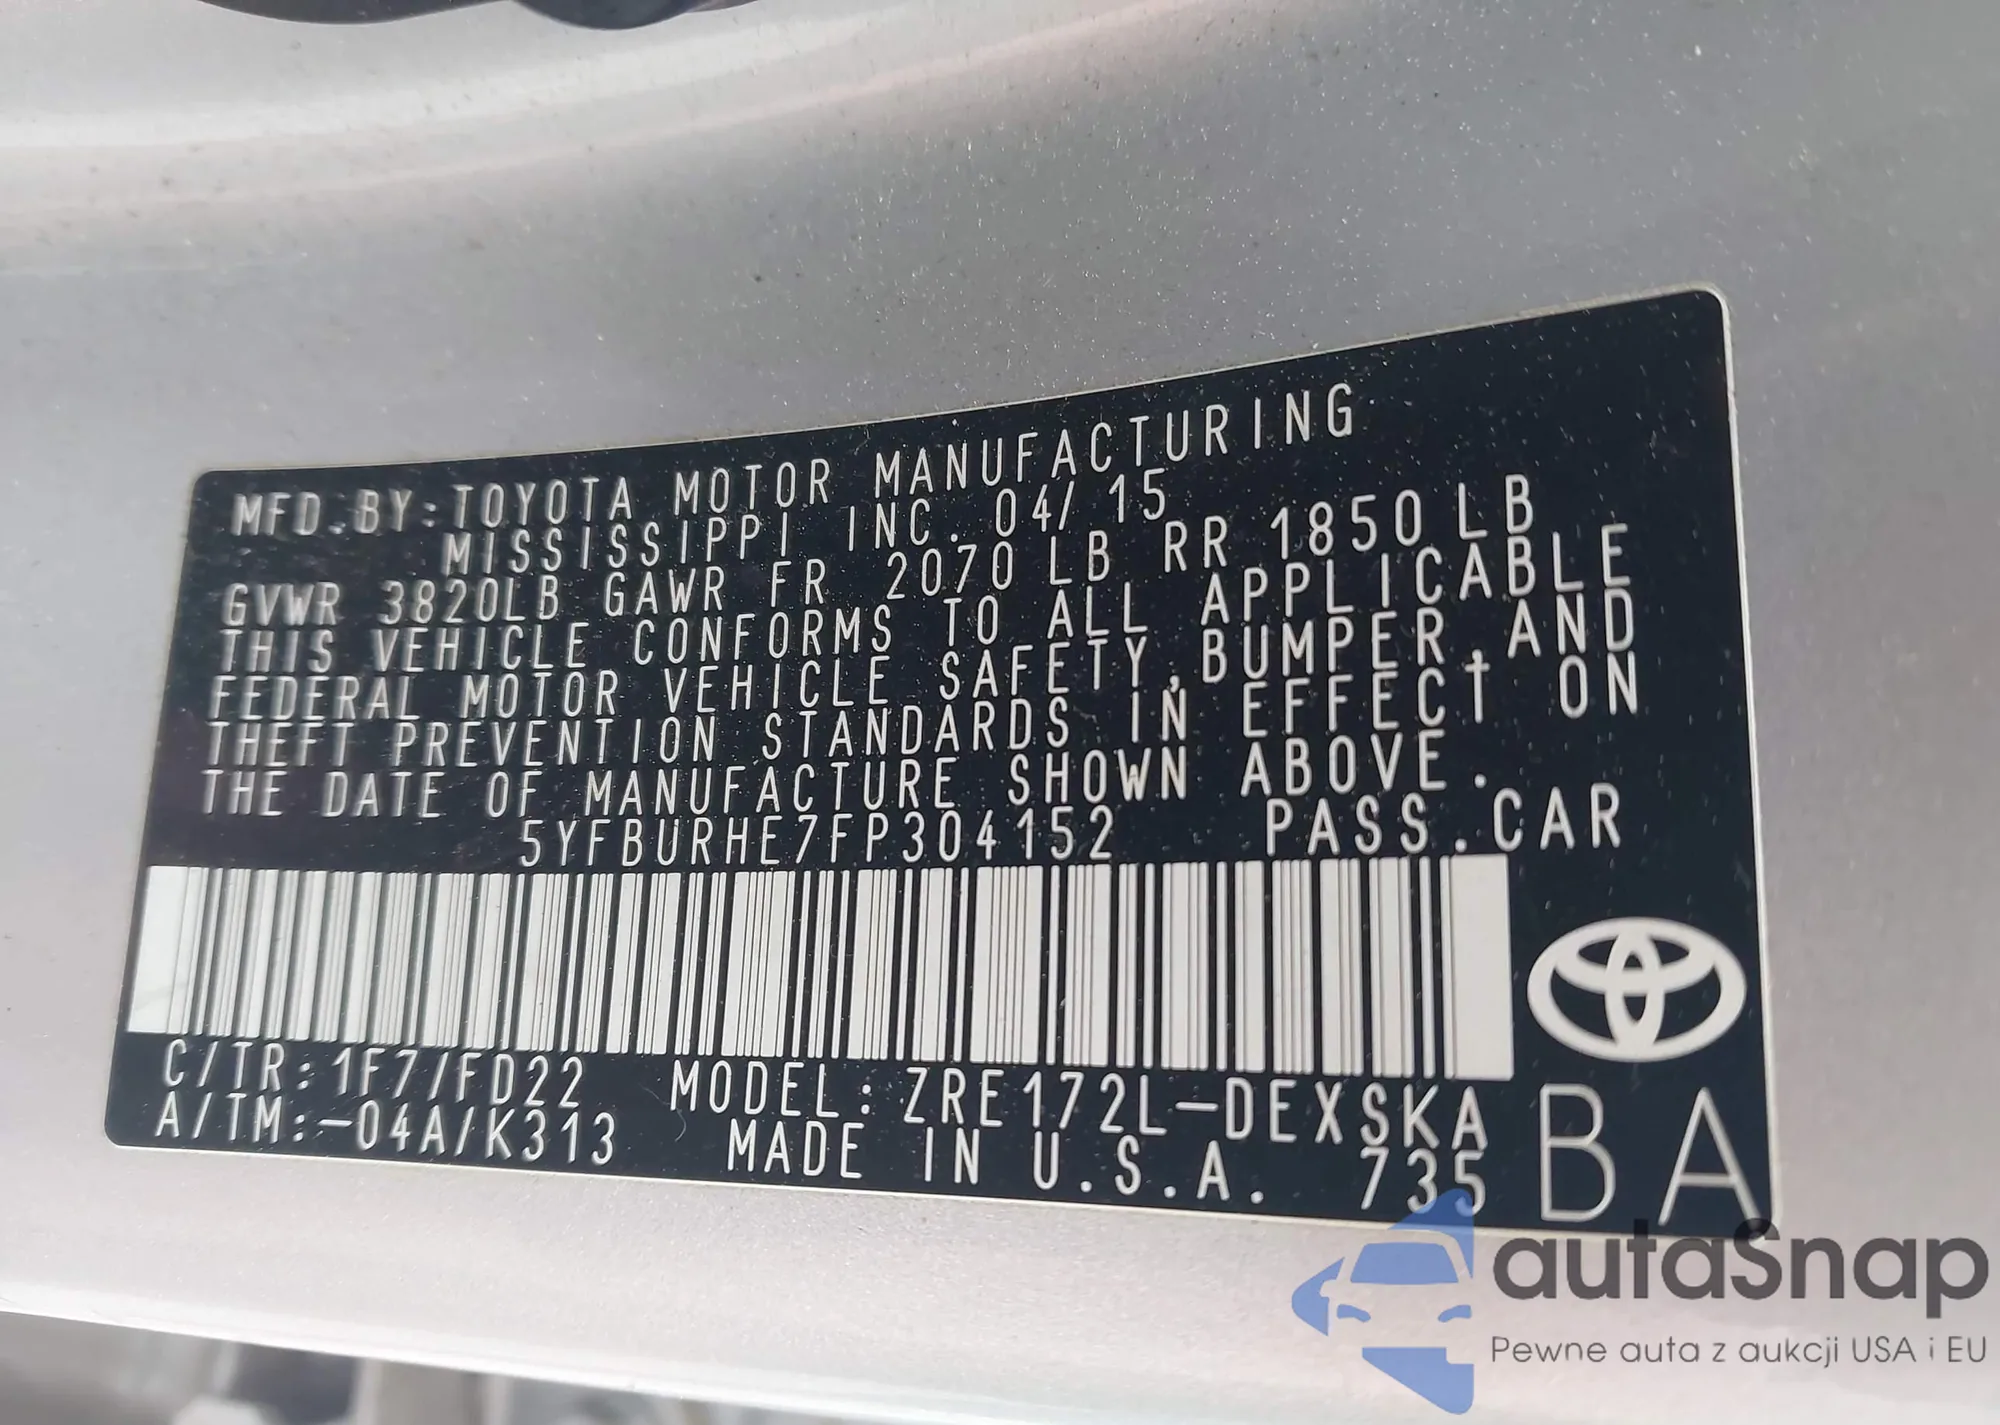 MFD.BY:TOYOTA MOTOR MANUFACTURING
MISSISSIPPI INC. 04/ 15
GVWR 3820LB GAWR FR 2070 LB RR 1850 LB
THIS VEHICLE CONFORMS TO ALL APPLICABLE
FEDERAL MOTOR VEHICLE SAFETY, BUMPER, AND
THEFT PREVENTION STANDARDS IN EFFECT ON
THE DATE OF MANUFACTURE SHOWN ABOVE.
5YFBURHE7FP304152 PASS.CAR
C/TR:1F7/FD22 MODEL:ZRE172L-DEXSKA
A/TM:-04A/K313 MADE IN U.S.A. 735
BA
autaSnap
Pewne auta z aukcji USA i EU